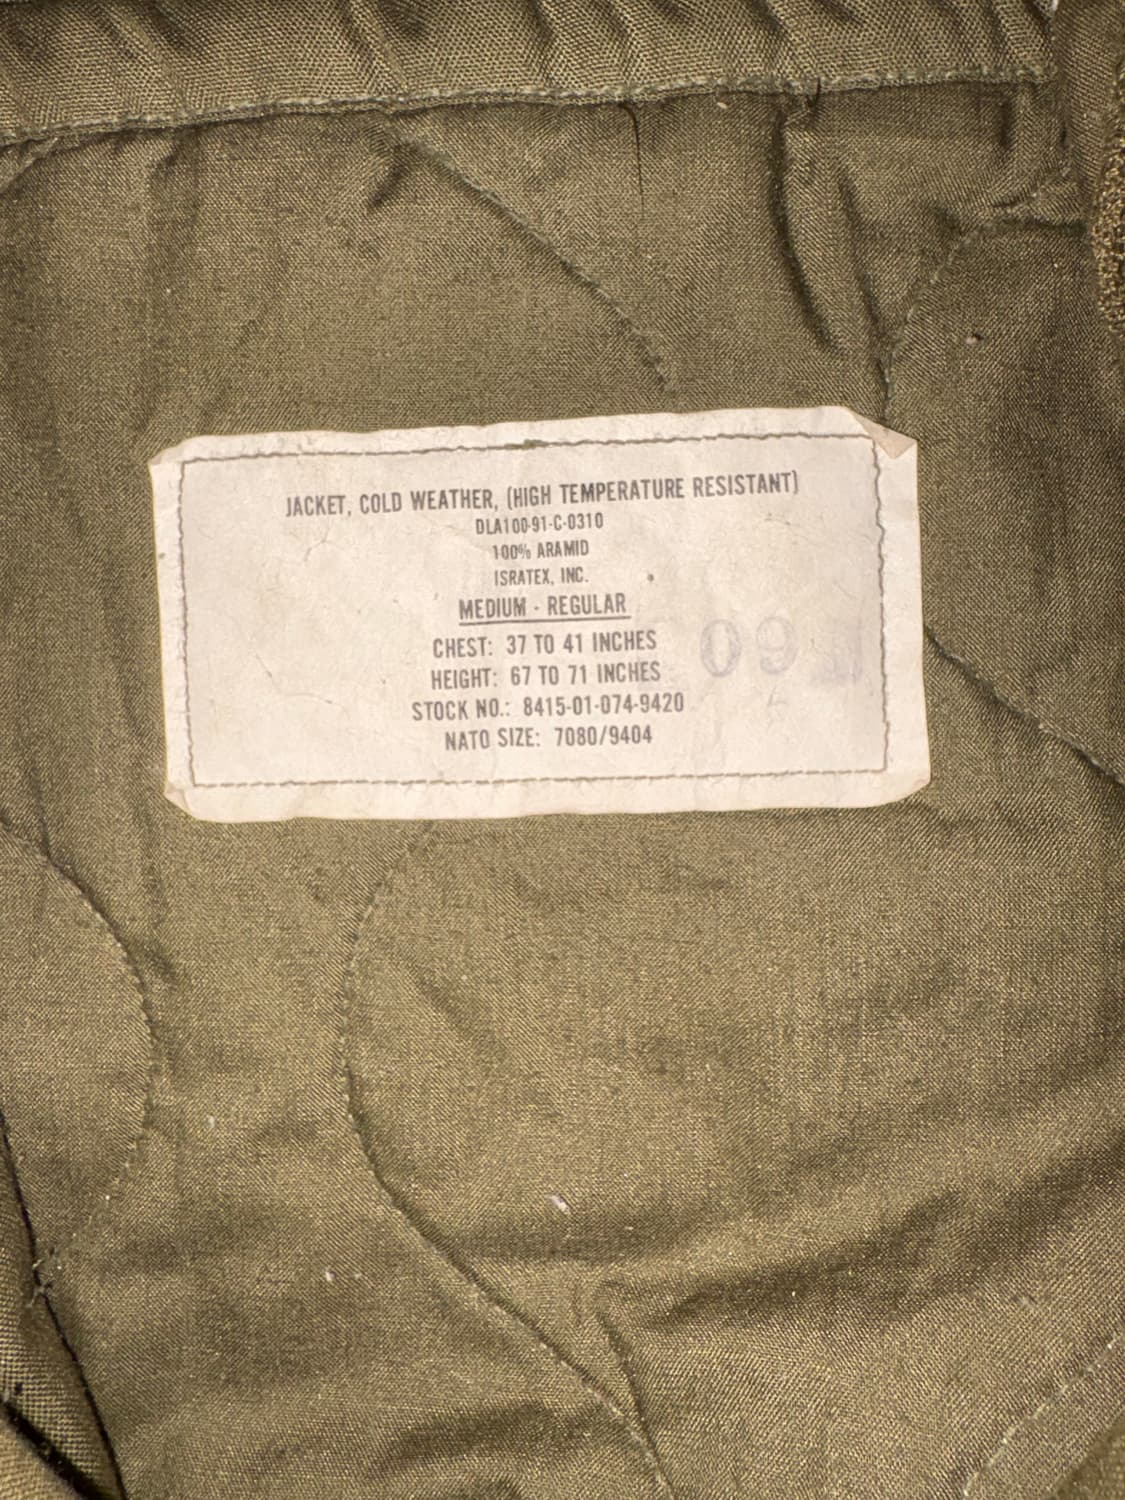 JACKET, COLD WEATHER, (HIGH TEMPERATURE RESISTANT)
DLA100-91-C-0310
100% ARAMID
ISRATEX, INC.
MEDIUM - REGULAR
CHEST: 37 TO 41 INCHES
HEIGHT: 67 TO 71 INCHES
STOCK NO.: 8415-01-074-9420
NATO SIZE: 7080/9404